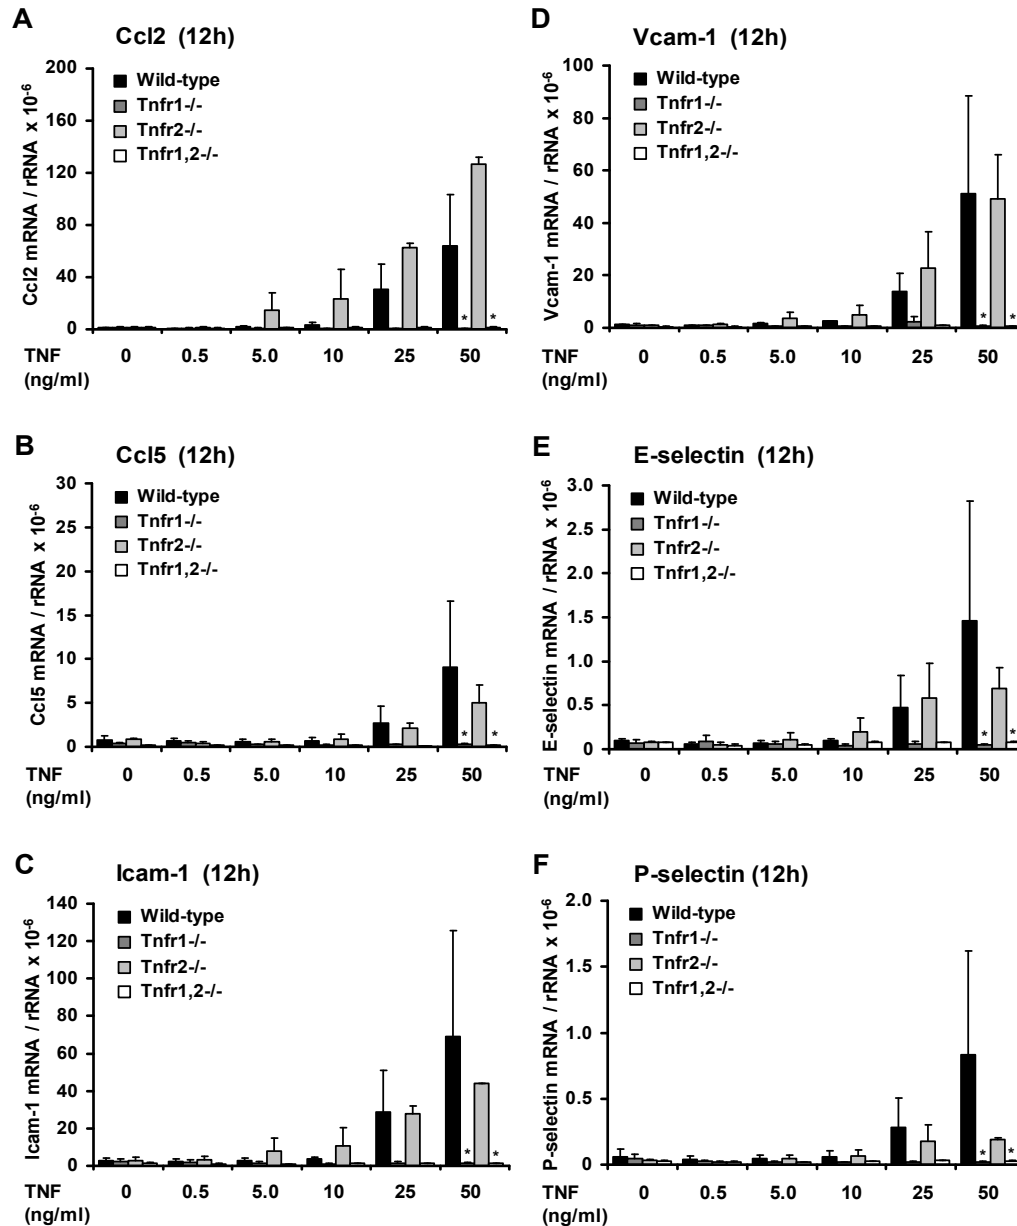 A
Ccl2 (12h)
Ccl2 mRNA / rRNA x 10-6
200
160
120
80
40
0
Wild-type
Tnfr1-/-
Tnfr2-/-
Tnfr1,2-/-
* *
TNF 0 0.5 5.0 10 25 50
(ng/ml)
B
Ccl5 (12h)
Ccl5 mRNA / rRNA x 10-6
30
25
20
15
10
5
0
Wild-type
Tnfr1-/-
Tnfr2-/-
Tnfr1,2-/-
* *
TNF 0 0.5 5.0 10 25 50
(ng/ml)
C
Icam-1 (12h)
Icam-1 mRNA / rRNA x 10-6
140
120
100
80
60
40
20
0
Wild-type
Tnfr1-/-
Tnfr2-/-
Tnfr1,2-/-
* *
TNF 0 0.5 5.0 10 25 50
(ng/ml)
D
Vcam-1 (12h)
Vcam-1 mRNA / rRNA x 10-6
100
80
60
40
20
0
Wild-type
Tnfr1-/-
Tnfr2-/-
Tnfr1,2-/-
* *
TNF 0 0.5 5.0 10 25 50
(ng/ml)
E
E-selectin (12h)
E-selectin mRNA / rRNA x 10-6
3.0
2.5
2.0
1.5
1.0
0.5
0
Wild-type
Tnfr1-/-
Tnfr2-/-
Tnfr1,2-/-
* *
TNF 0 0.5 5.0 10 25 50
(ng/ml)
F
P-selectin (12h)
P-selectin mRNA / rRNA x 10-6
2.0
1.5
1.0
0.5
0
Wild-type
Tnfr1-/-
Tnfr2-/-
Tnfr1,2-/-
* *
TNF 0 0.5 5.0 10 25 50
(ng/ml)